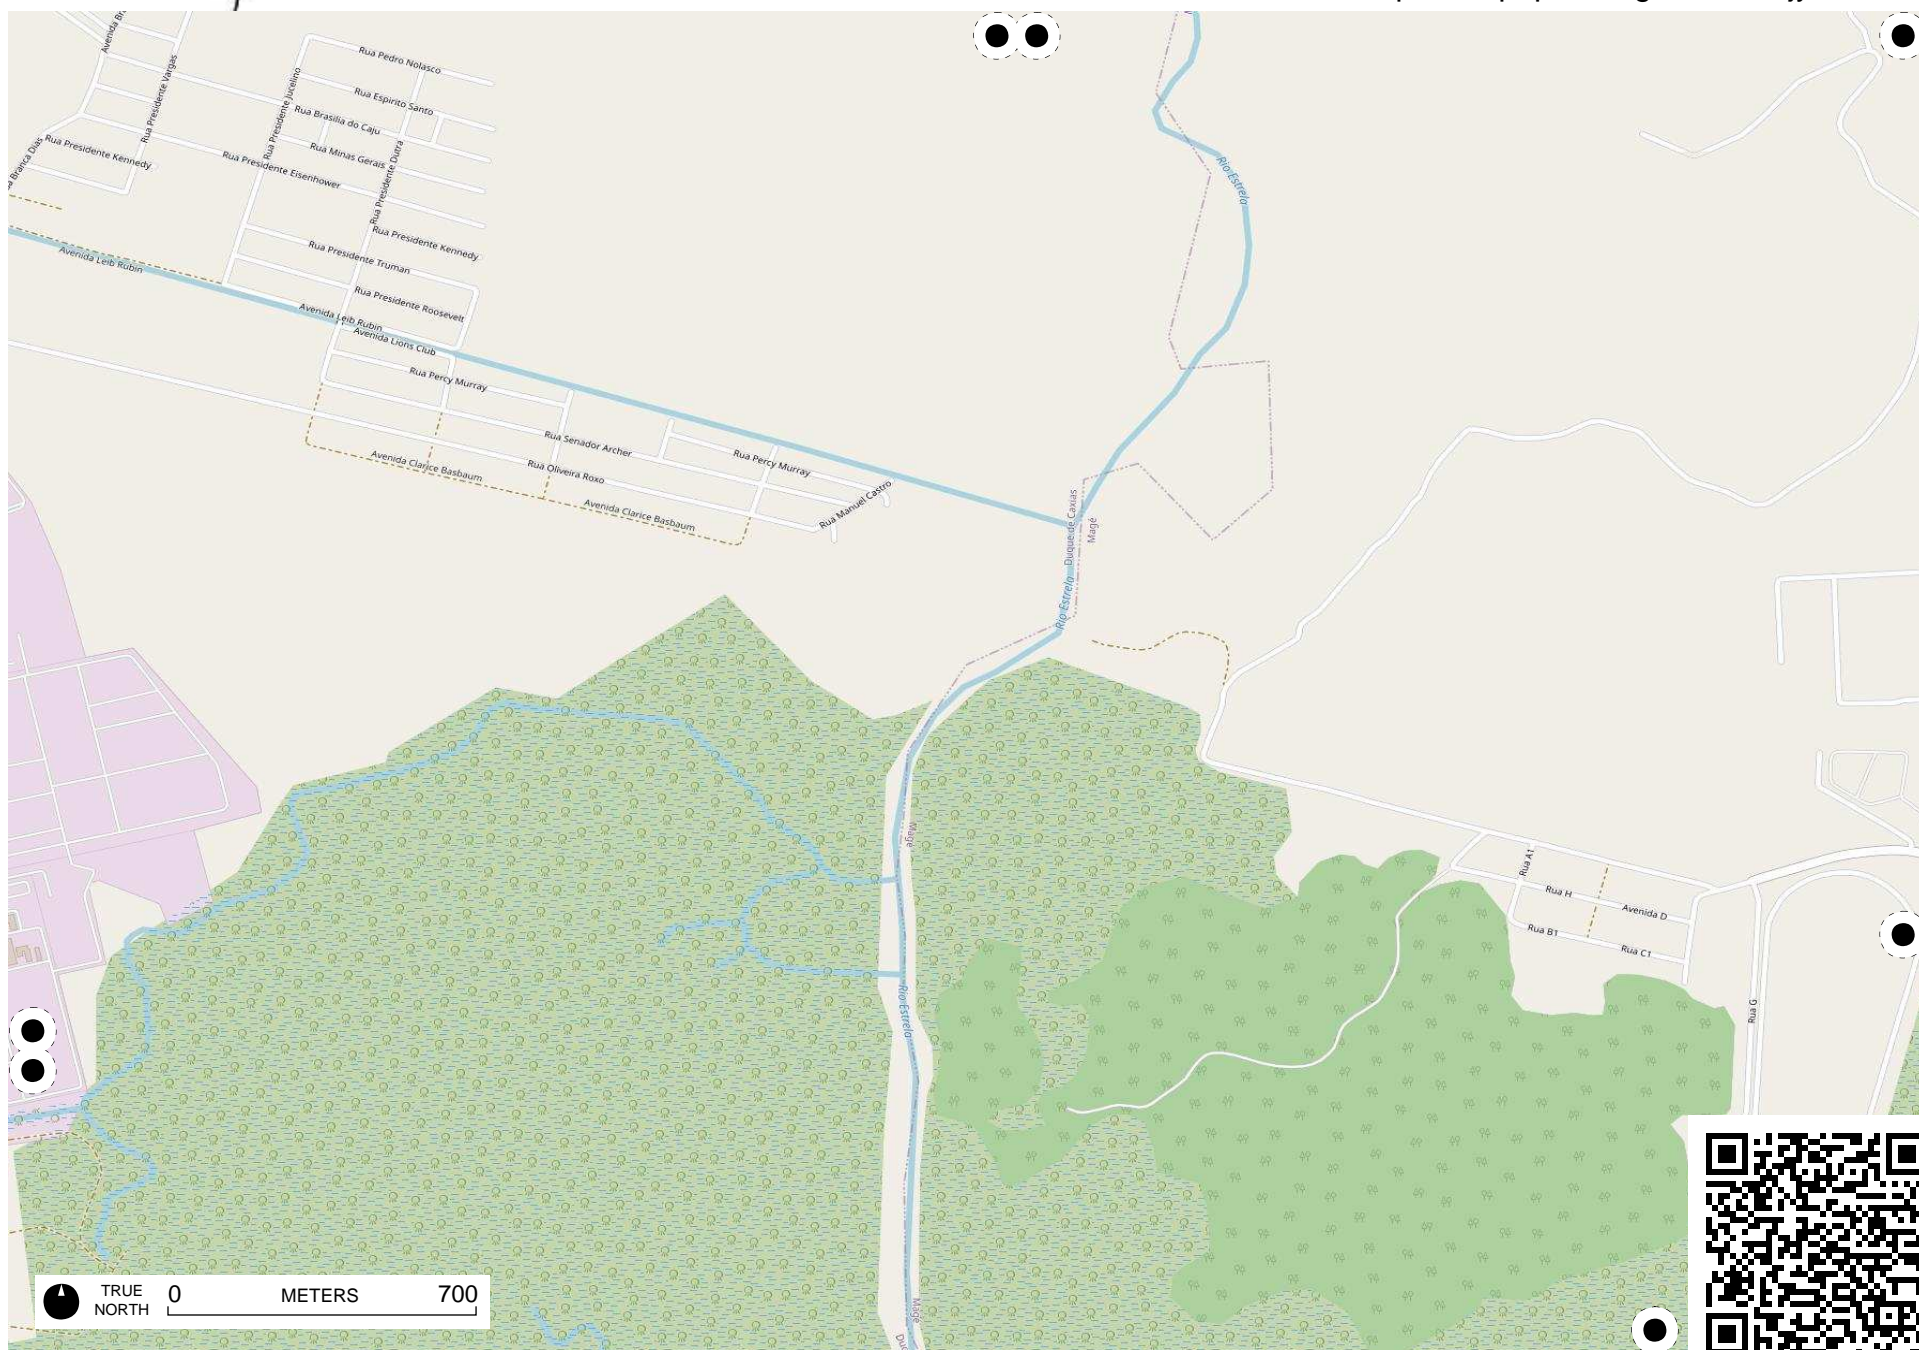 Rua Pedro Nolasco
Rua Presidente Vargas
Rua Presidente Jucelino
Rua Espirito Santo
Rua Brasilia do Caju
Rua Minas Gerais
Rua Presidente Dutra
Rua Presidente Kennedy
Rua Presidente Eisenhower
Rio Estrela
Rua Presidente Kennedy
Rua Presidente Truman
Avenida Leib Rubin
Rua Presidente Roosevelt
Avenida Leib Rubin
Avenida Lions Club
Rua Percy Murray
Rua Senador Archer
Rua Percy Murray
Avenida Clarice Basbaum
Rua Oliveira Roxo
Rua Manuel Castro
Avenida Clarice Basbaum
Duque de Caxias
Magé
Rio Estrela
Magé
Rua A1
Rua H
Avenida D
Rua B1
Rua C1
Rio Estrela
Rua G
TRUE NORTH
0 METERS 700
Magé